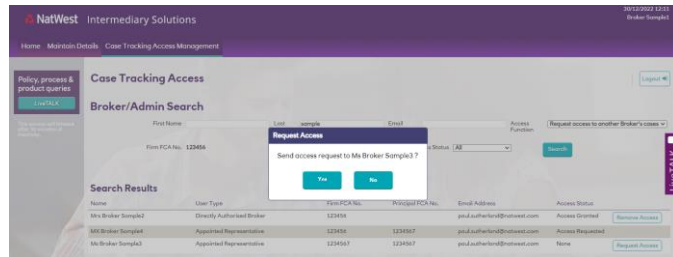 20/12/2022 12:15
Broker Sample1
NatWest Intermediary Solutions
Home Maintain Details Case Tracking Access Management
Policy, process & product queries
LiveTALK
Case Tracking Access
Logout
Broker/Admin Search
First Name Last sample Email Access Function Request access to another Broker's cases
Firm FCA No. 123456 Status All Search
Request Access
Send access request to Ms Broker Sample3 ?
Yes No
LiveTALK
Search Results
Name User Type Firm FCA No. Principal FCA No. Email Address Access Status
Mrs Broker Sample2 Directly Authorised Broker 123456 paul.sutherland@natwest.com Access Granted Remove Access
MX Broker Sample4 Appointed Representative 123456 1234567 paul.sutherland@natwest.com Access Requested
Ms Broker Sample3 Appointed Representative 1234567 1234567 paul.sutherland@natwest.com None Request Access